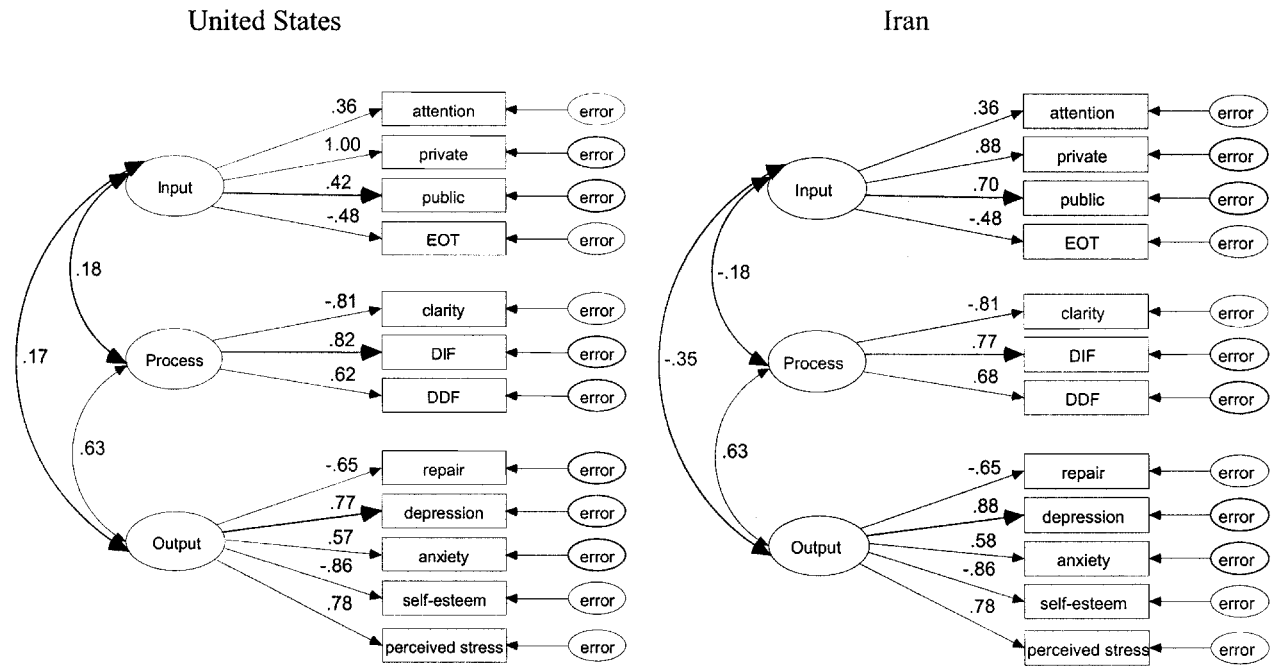 United States
.36
attention
error
1.00
private
error
Input
.42
public
error
-.48
EOT
error
.18
-.81
clarity
error
.17
Process
.82
DIF
error
.62
DDF
error
.63
-.65
repair
error
.77
depression
error
Output
.57
anxiety
error
-.86
self-esteem
error
.78
perceived stress
error
Iran
.36
attention
error
.88
private
error
Input
.70
public
error
-.48
EOT
error
-.18
-.81
clarity
error
-.35
Process
.77
DIF
error
.68
DDF
error
.63
-.65
repair
error
.88
depression
error
Output
.58
anxiety
error
-.86
self-esteem
error
.78
perceived stress
error